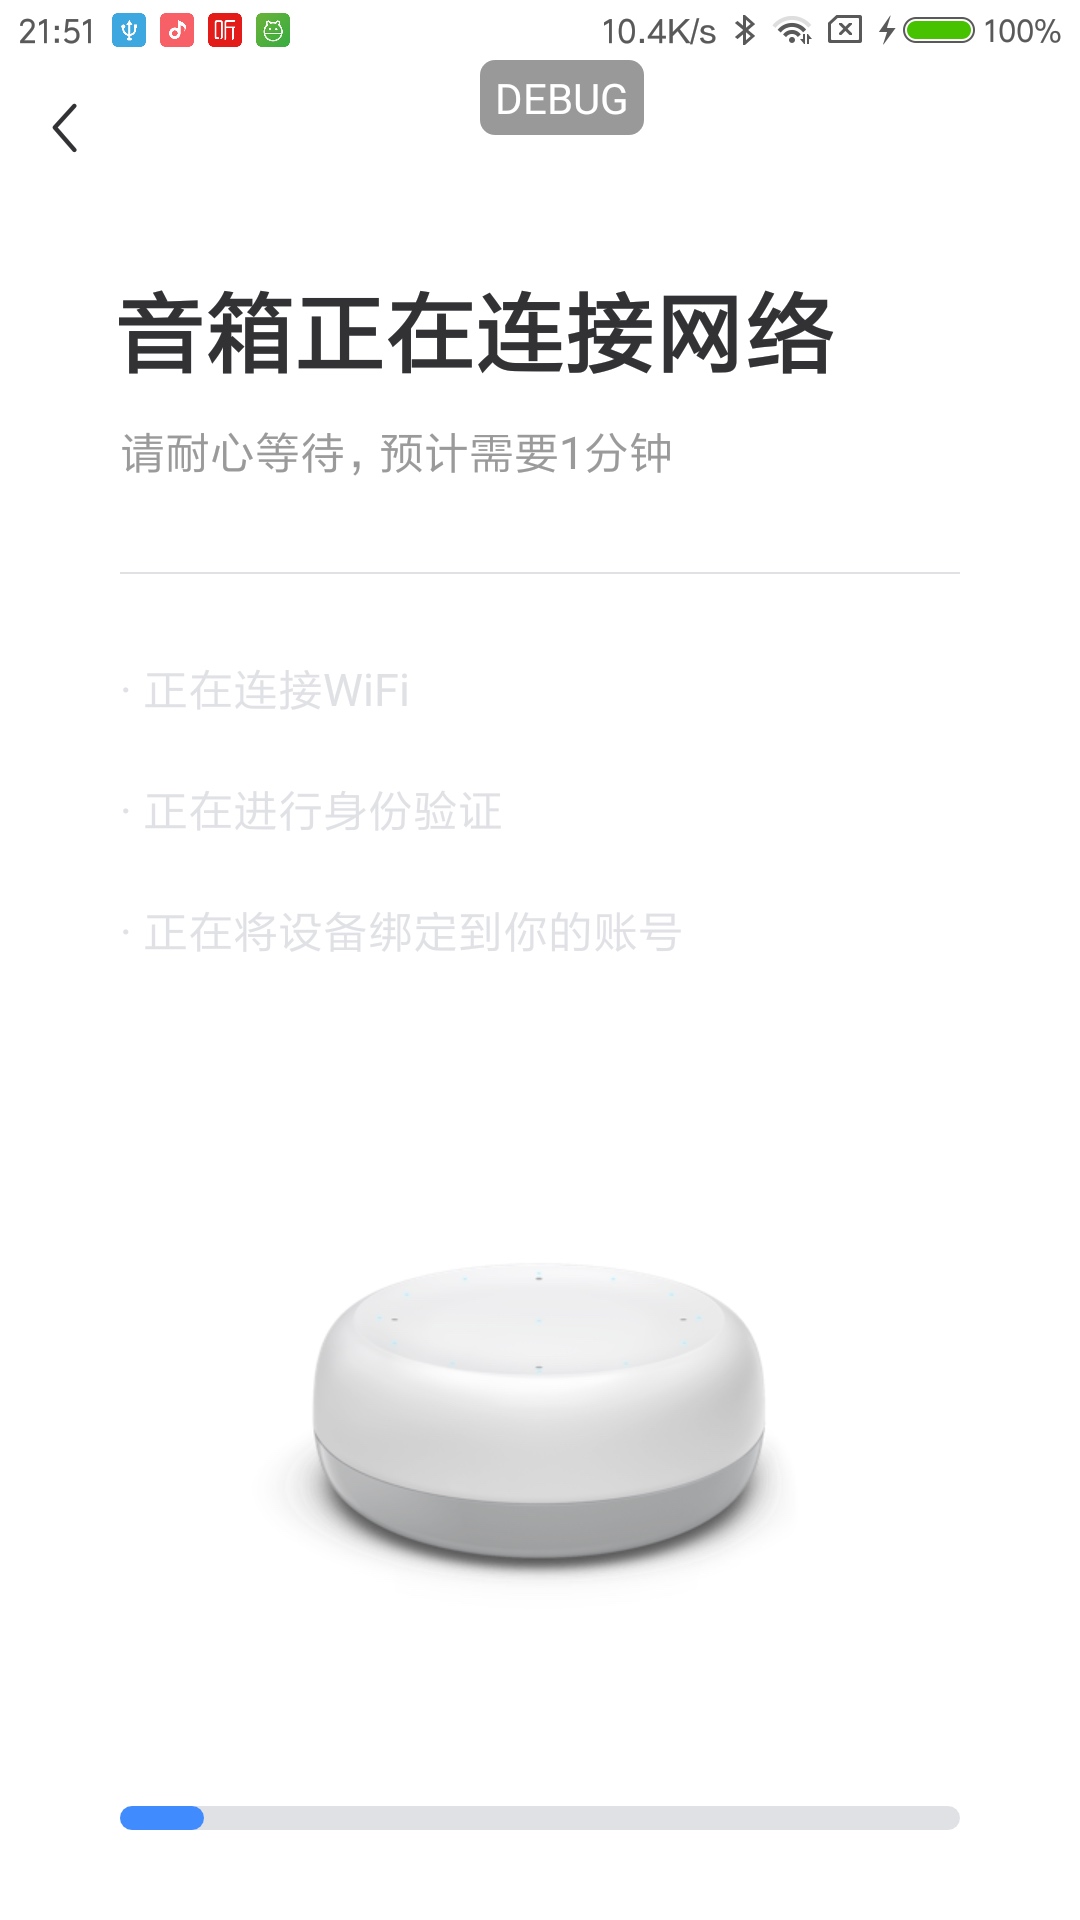 21:51 听 10.4K/s 100%
DEBUG
音箱正在连接网络
请耐心等待，预计需要1分钟
· 正在连接WiFi
· 正在进行身份验证
· 正在将设备绑定到你的账号